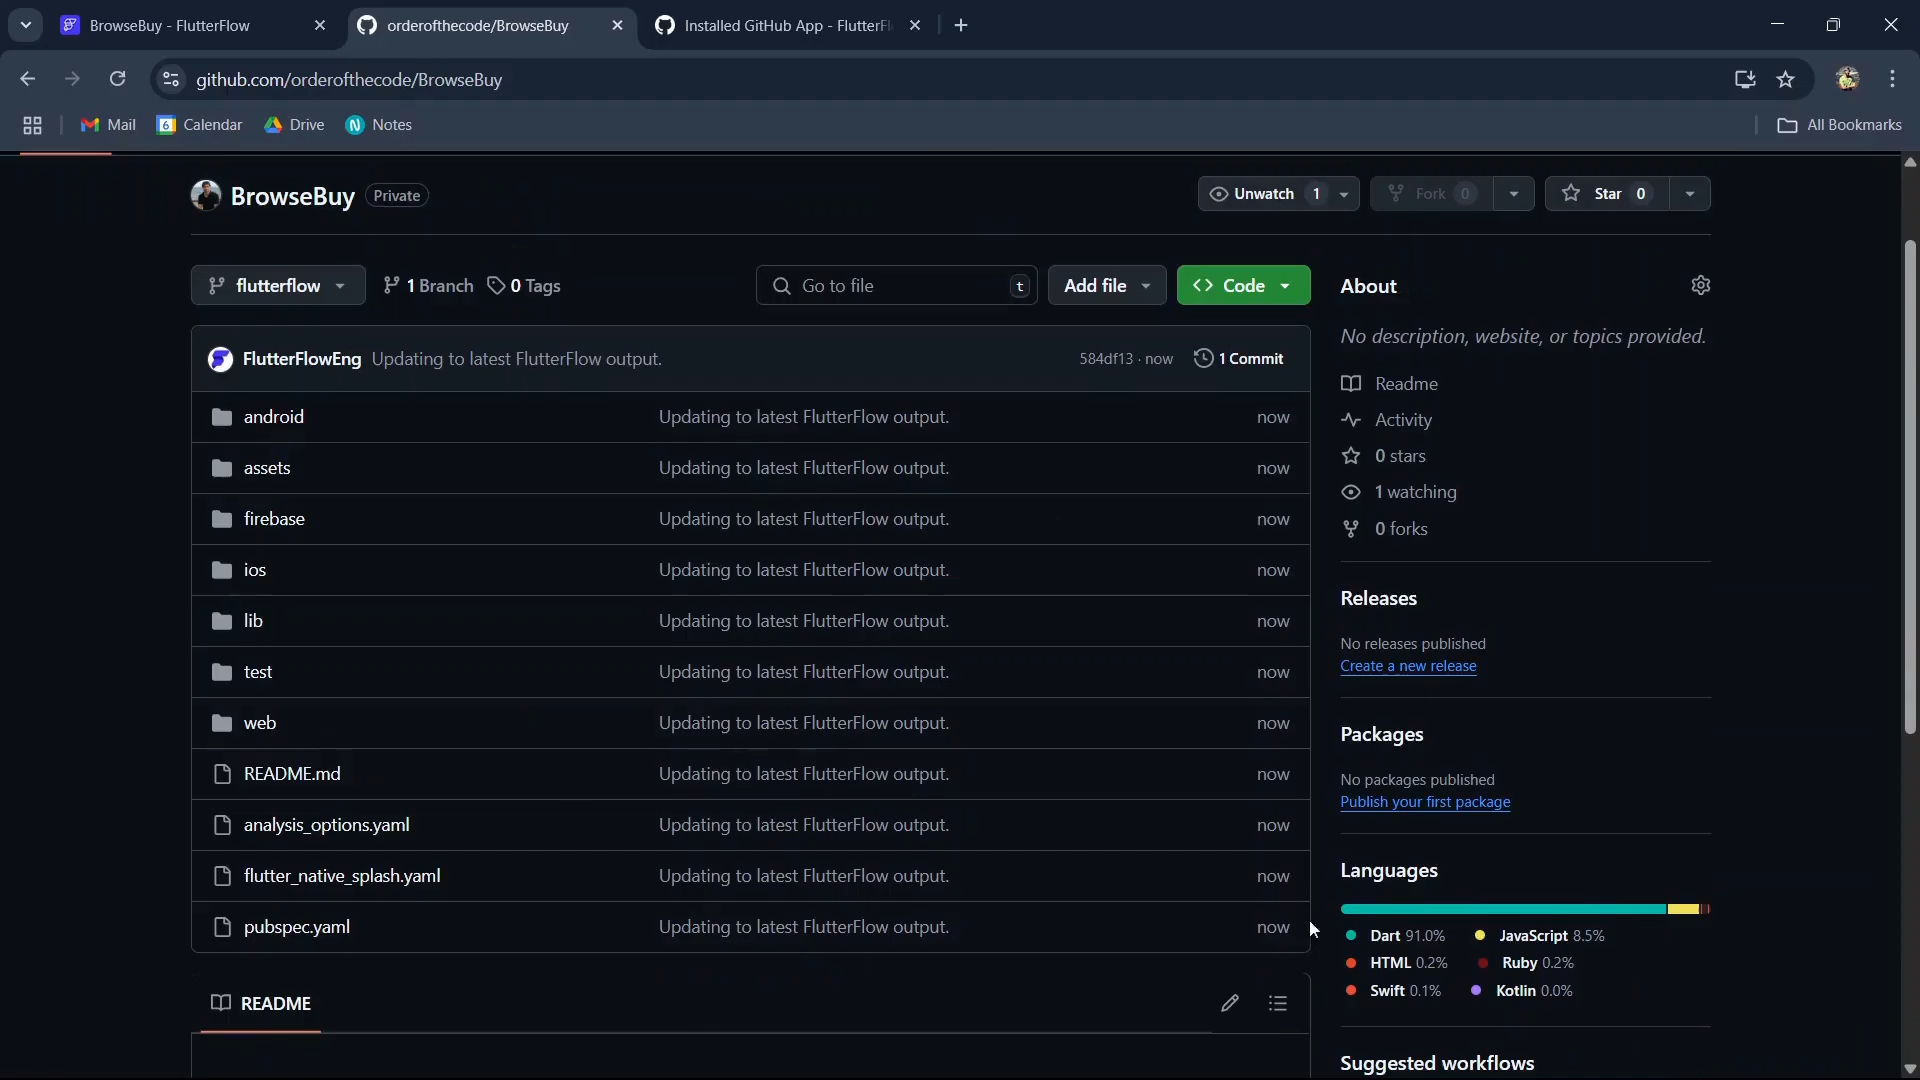 BrowseBuy - FlutterFlow
orderofthecode/BrowseBuy
Installed GitHub App - FlutterFl
github.com/orderofthecode/BrowseBuy
Mail
6 Calendar
Drive
N Notes
All Bookmarks
BrowseBuy Private
Unwatch 1
Fork 0
Star 0
flutterflow
1 Branch
0 Tags
Go to file t
Add file
<> Code
About
No description, website, or topics provided.
FlutterFlowEng Updating to latest FlutterFlow output. 584df13 · now 1 Commit
android Updating to latest FlutterFlow output. now
assets Updating to latest FlutterFlow output. now
firebase Updating to latest FlutterFlow output. now
ios Updating to latest FlutterFlow output. now
lib Updating to latest FlutterFlow output. now
test Updating to latest FlutterFlow output. now
web Updating to latest FlutterFlow output. now
README.md Updating to latest FlutterFlow output. now
analysis_options.yaml Updating to latest FlutterFlow output. now
flutter_native_splash.yaml Updating to latest FlutterFlow output. now
pubspec.yaml Updating to latest FlutterFlow output. now
README
Readme
Activity
0 stars
1 watching
0 forks
Releases
No releases published
Create a new release
Packages
No packages published
Publish your first package
Languages
Dart 91.0% JavaScript 8.5%
HTML 0.2% Ruby 0.2%
Swift 0.1% Kotlin 0.0%
Suggested workflows